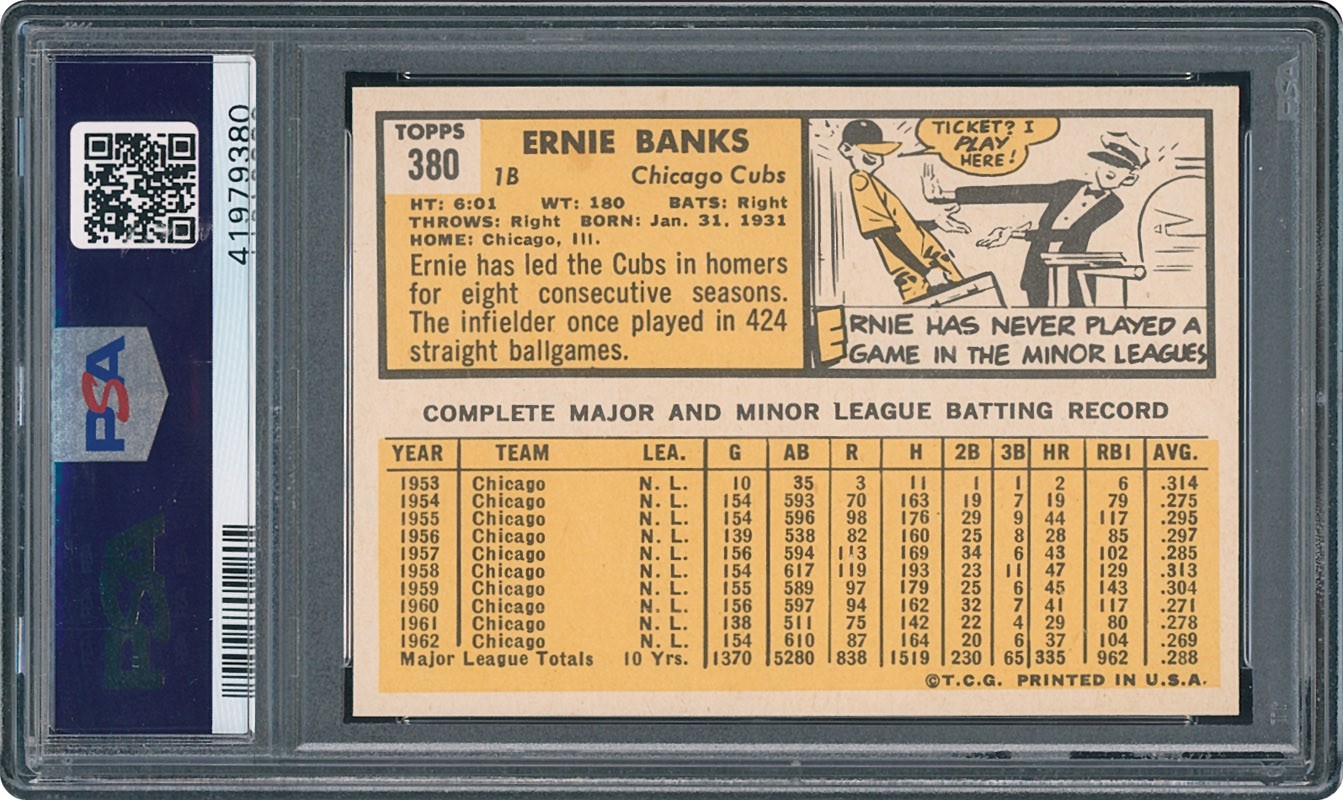 41979380
PSA
PSA
TOPPS
380
ERNIE BANKS
1B Chicago Cubs
HT: 6:01 WT: 180 BATS: Right
THROWS: Right BORN: Jan. 31, 1931
HOME: Chicago, Ill.
Ernie has led the Cubs in homers
for eight consecutive seasons.
The infielder once played in 424
straight ballgames.
TICKET? I
PLAY
HERE!
ERNIE HAS NEVER PLAYED A
GAME IN THE MINOR LEAGUES
COMPLETE MAJOR AND MINOR LEAGUE BATTING RECORD
YEAR TEAM LEA. G AB R H 2B 3B HR RBI AVG.
1953 Chicago N. L. 10 35 3 11 1 1 2 6 .314
1954 Chicago N. L. 154 593 70 163 19 7 19 79 .275
1955 Chicago N. L. 154 596 98 176 29 9 44 117 .295
1956 Chicago N. L. 139 538 82 160 25 8 28 85 .297
1957 Chicago N. L. 156 594 113 169 34 6 43 102 .285
1958 Chicago N. L. 154 617 119 193 23 11 47 129 .313
1959 Chicago N. L. 155 589 97 179 25 6 45 143 .304
1960 Chicago N. L. 156 597 94 162 32 7 41 117 .271
1961 Chicago N. L. 138 511 75 142 22 4 29 80 .278
1962 Chicago N. L. 154 610 87 164 20 6 37 104 .269
Major League Totals 10 Yrs. 1370 5280 838 1519 230 65 335 962 .288
©T.C.G. PRINTED IN U.S.A.
PSA